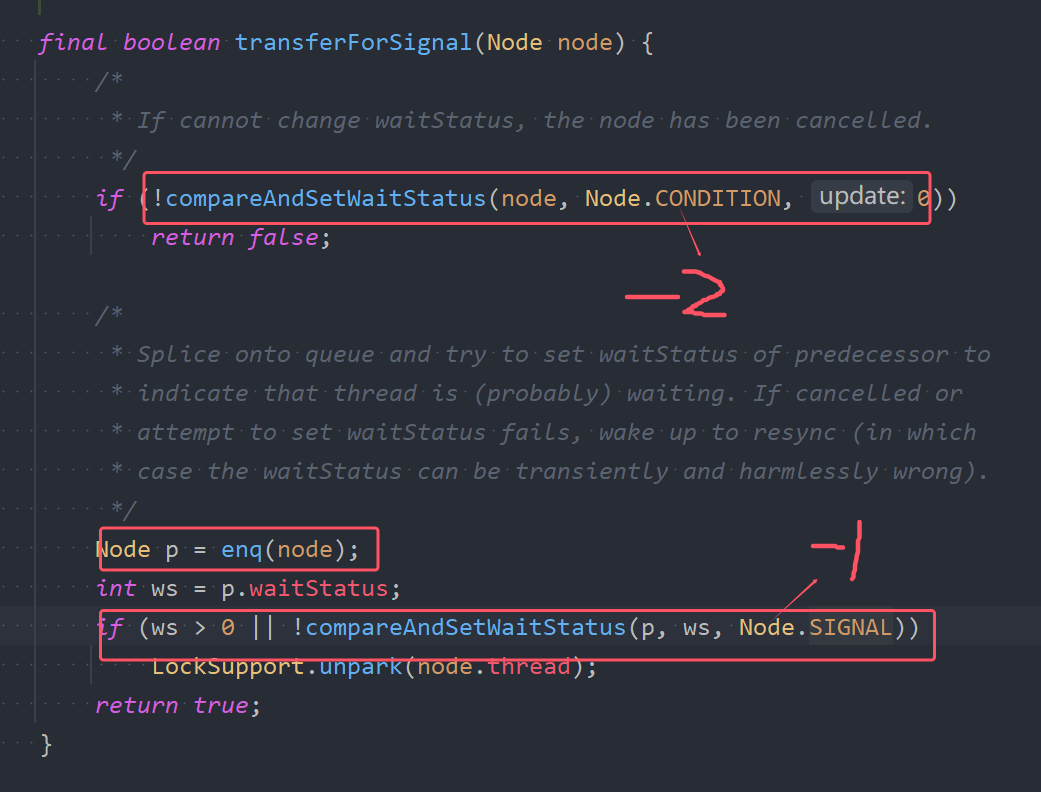 final boolean transferForSignal(Node node) {
/*
* If cannot change waitStatus, the node has been cancelled.
*/
if (!compareAndSetWaitStatus(node, Node.CONDITION, update: 0))
return false;
-2
/*
* Splice onto queue and try to set waitStatus of predecessor to
* indicate that thread is (probably) waiting. If cancelled or
* attempt to set waitStatus fails, wake up to resync (in which
* case the waitStatus can be transiently and harmlessly wrong).
*/
Node p = enq(node);
-1
int ws = p.waitStatus;
if (ws > 0 || !compareAndSetWaitStatus(p, ws, Node.SIGNAL))
LockSupport.unpark(node.thread);
return true;
}